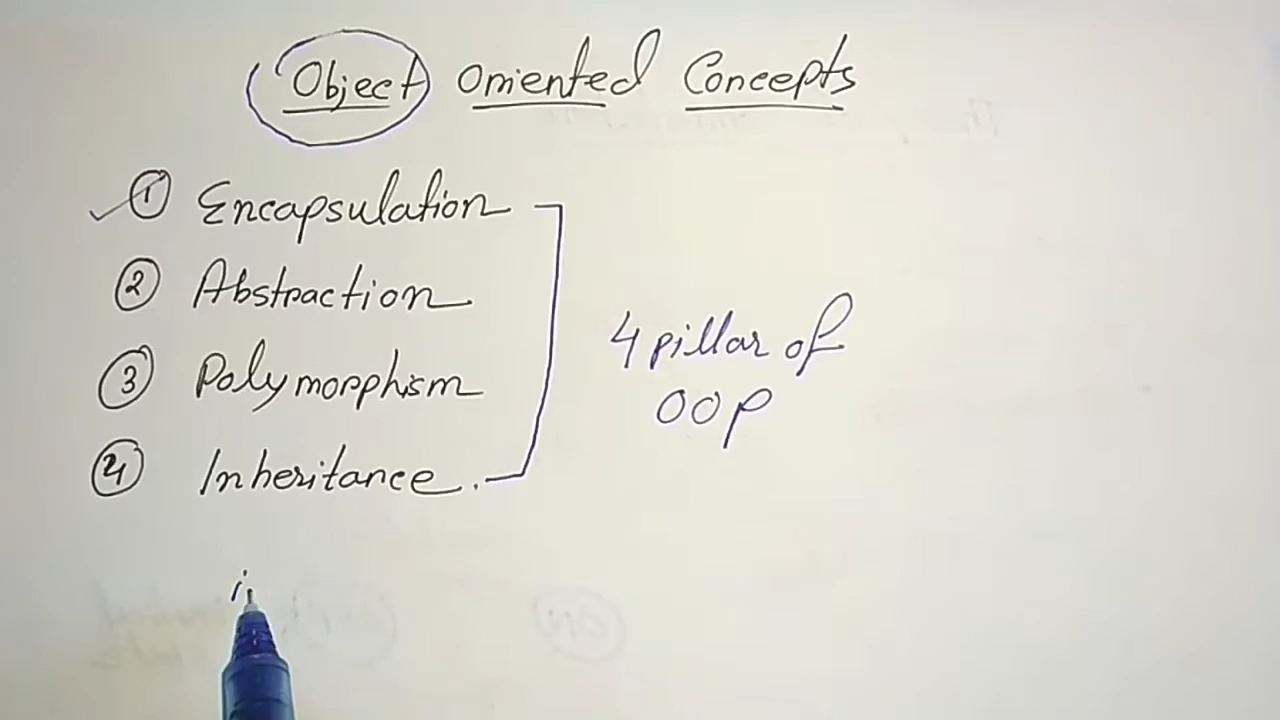 Object Oriented Concepts
1 Encapsulation
2 Abstraction
3 Polymorphism
4 Inheritance.
4 pillar of
OOP
i